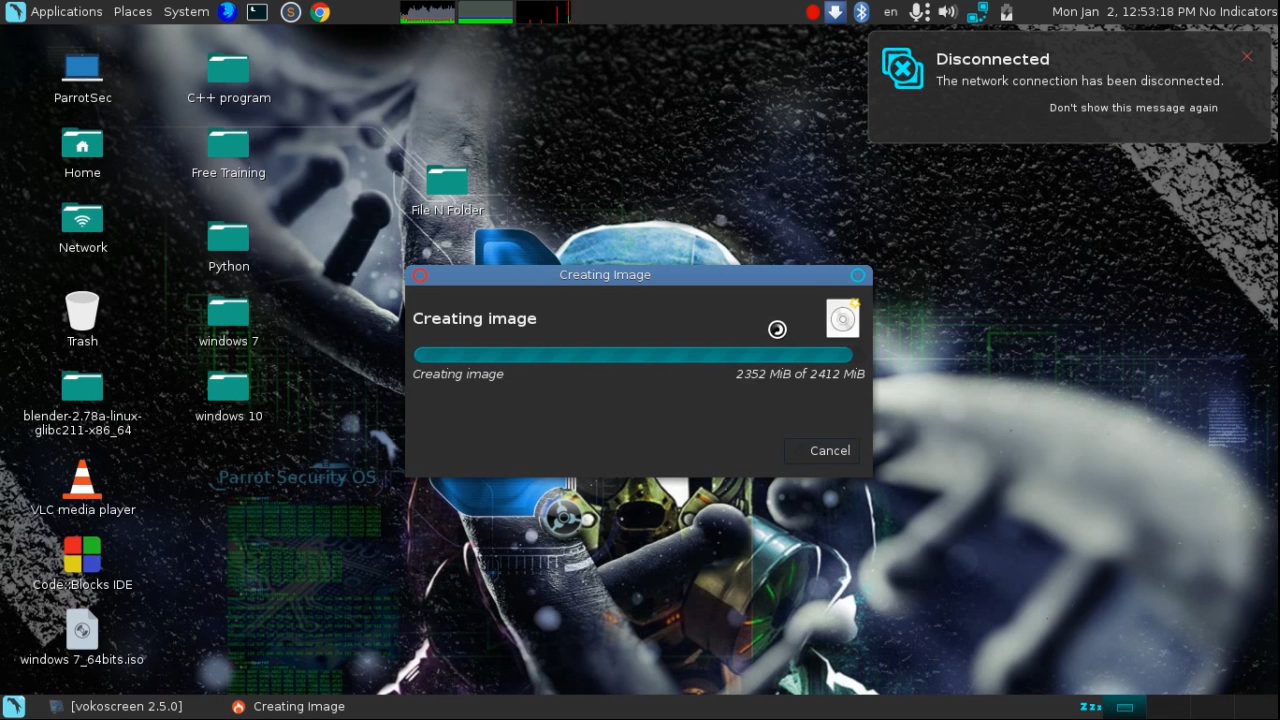 Applications Places System
en
Mon Jan 2, 12:53:18 PM No Indicators
Disconnected
The network connection has been disconnected.
Don't show this message again
ParrotSec
C++ program
Home
Free Training
File N Folder
Network
Python
Trash
windows 7
blender-2.78a-linux-
glibc211-x86_64
windows 10
Creating Image
Creating image
Creating image
2352 MiB of 2412 MiB
Cancel
Parrot Security OS
VLC media player
Code::Blocks IDE
windows 7_64bits.iso
[vokoscreen 2.5.0]
Creating Image
Zzz